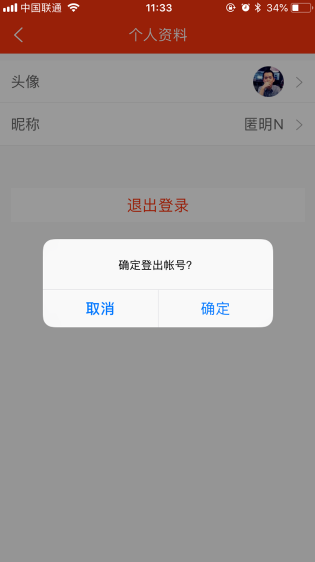 中国联通 11:33 34%
个人资料
头像
昵称 匿明N
退出登录
确定登出帐号?
取消 确定